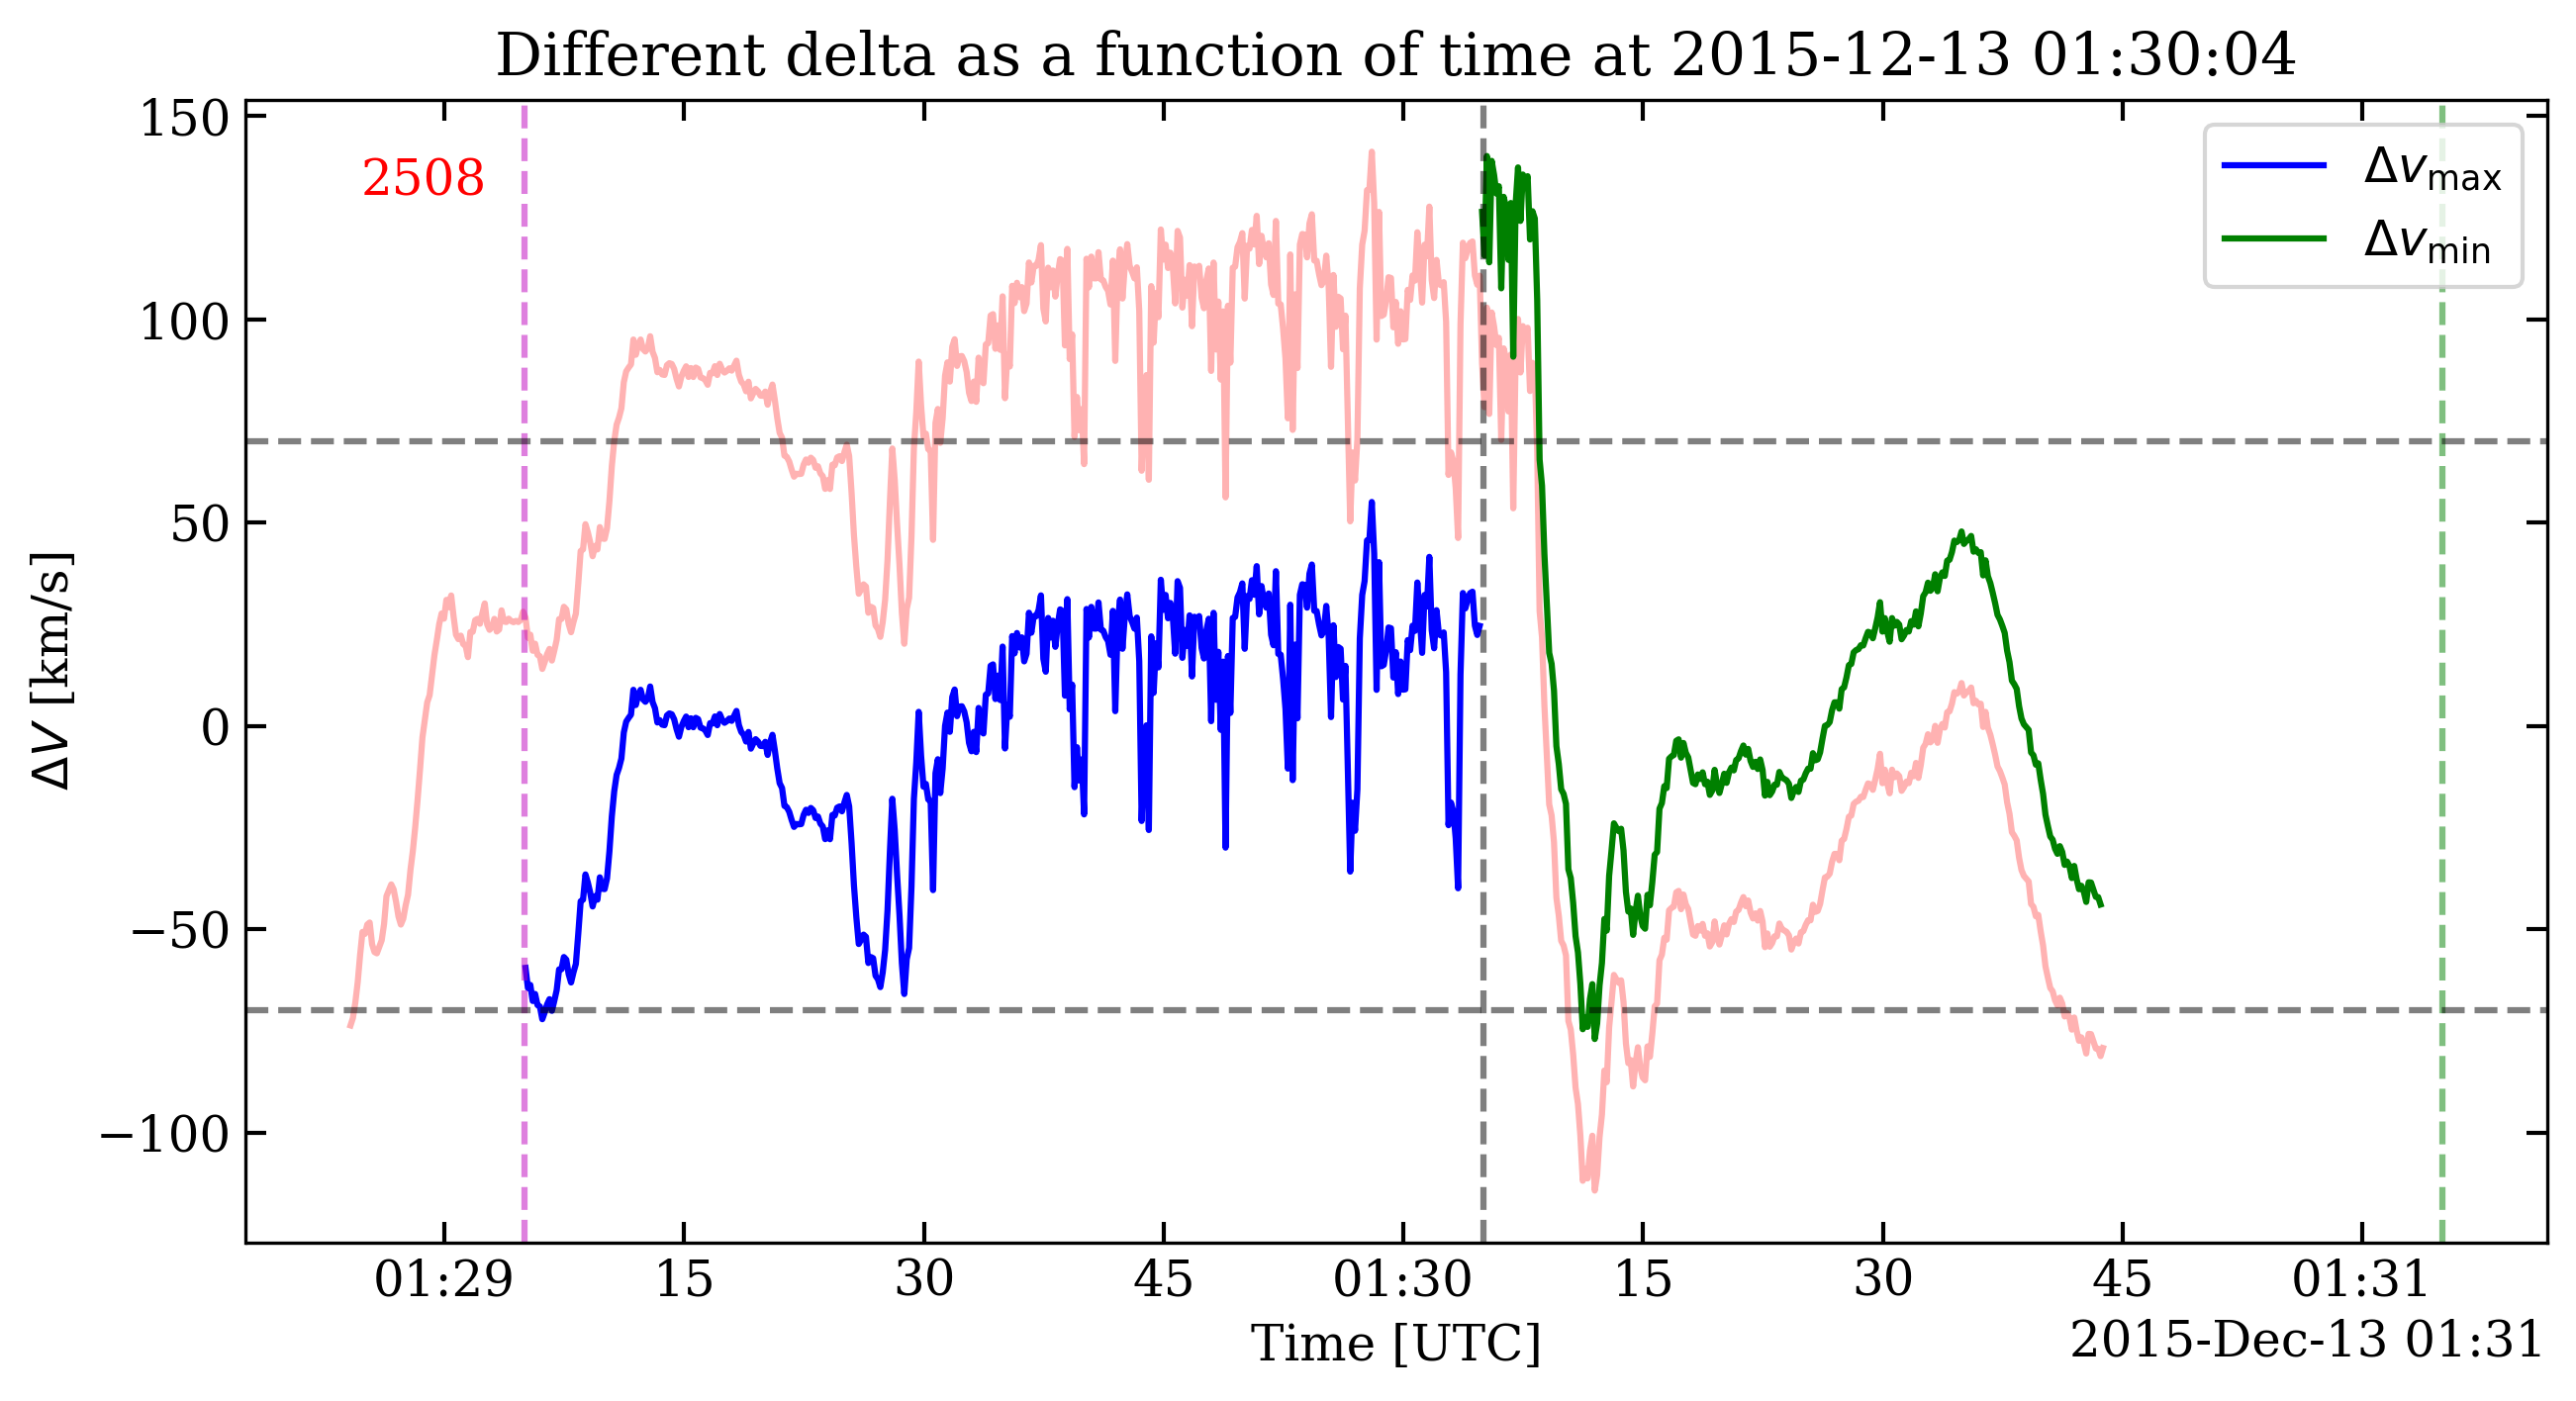 Different delta as a function of time at 2015-12-13 01:30:04
150
100
50
0
−50
−100
ΔV [km/s]
2508
Δv_max
Δv_min
01:29 15 30 45 01:30 15 30 45 01:31
Time [UTC]
2015-Dec-13 01:31